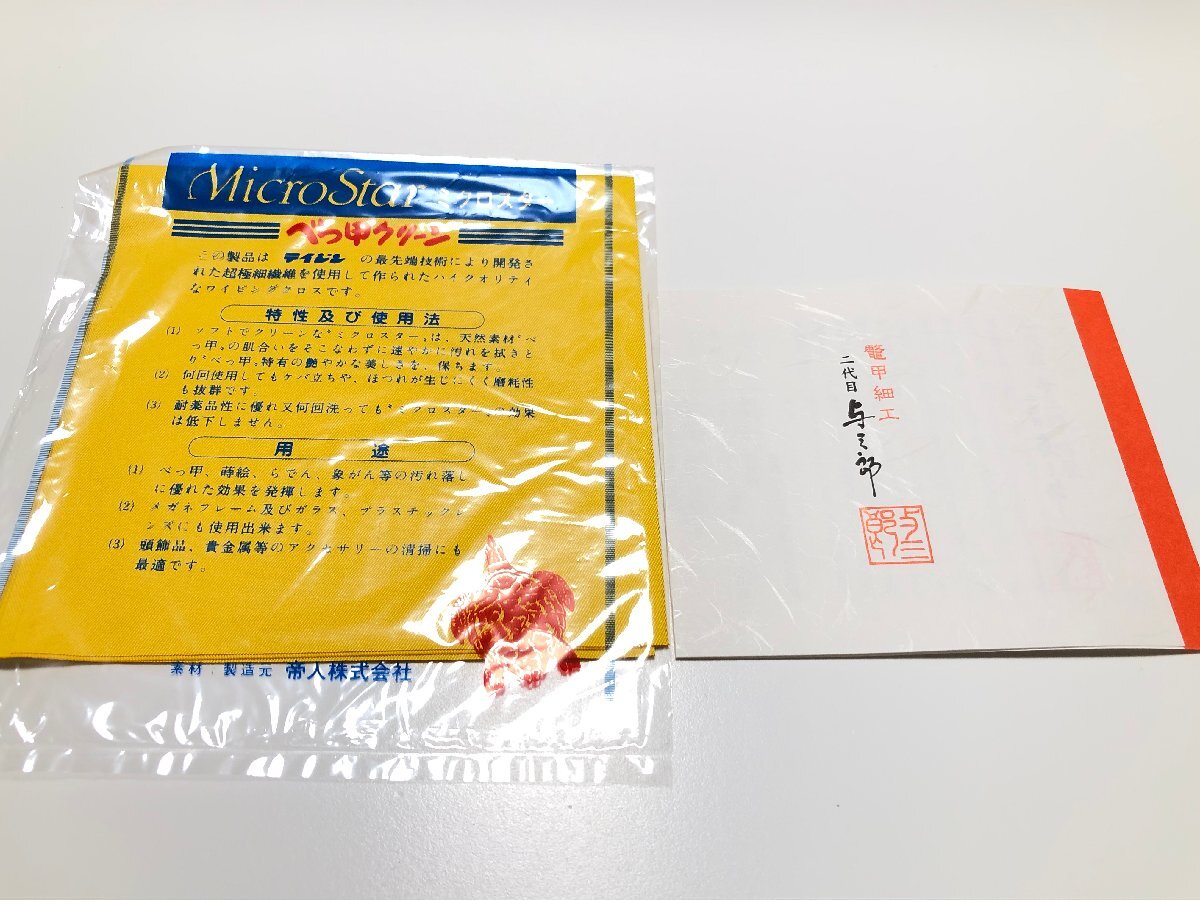 MicroStar ミクロスター
べっ甲クリーン
この製品は テイジン の最先端技術により開発さ
れた超極細繊維を使用して作られたハイクオリティ
なワイピングクロスです。
特性及び使用法
(1) ソフトでクリーンな"ミクロスター"は、天然素材"べ
っ甲"の肌合いをそこなわずに速やかに汚れを拭きと
り"べっ甲"特有の艶やかな美しさを、保ちます。
(2) 何回使用してもケバ立ちや、ほつれが生じにくく磨耗性
も抜群です
(3) 耐薬品性に優れ又何回洗っても"ミクロスター"の効果
は低下しません。
用途
(1) べっ甲、蒔絵、らでん、象がん等の汚れ落し
に優れた効果を発揮します。
(2) メガネフレーム及びガラス、プラスチックレ
ンズにも使用出来ます。
(3) 頭飾品、貴金属等のアクセサリーの清掃にも
最適です。
素材・製造元 帝人株式会社
鼈甲細工
二代目 与三郎